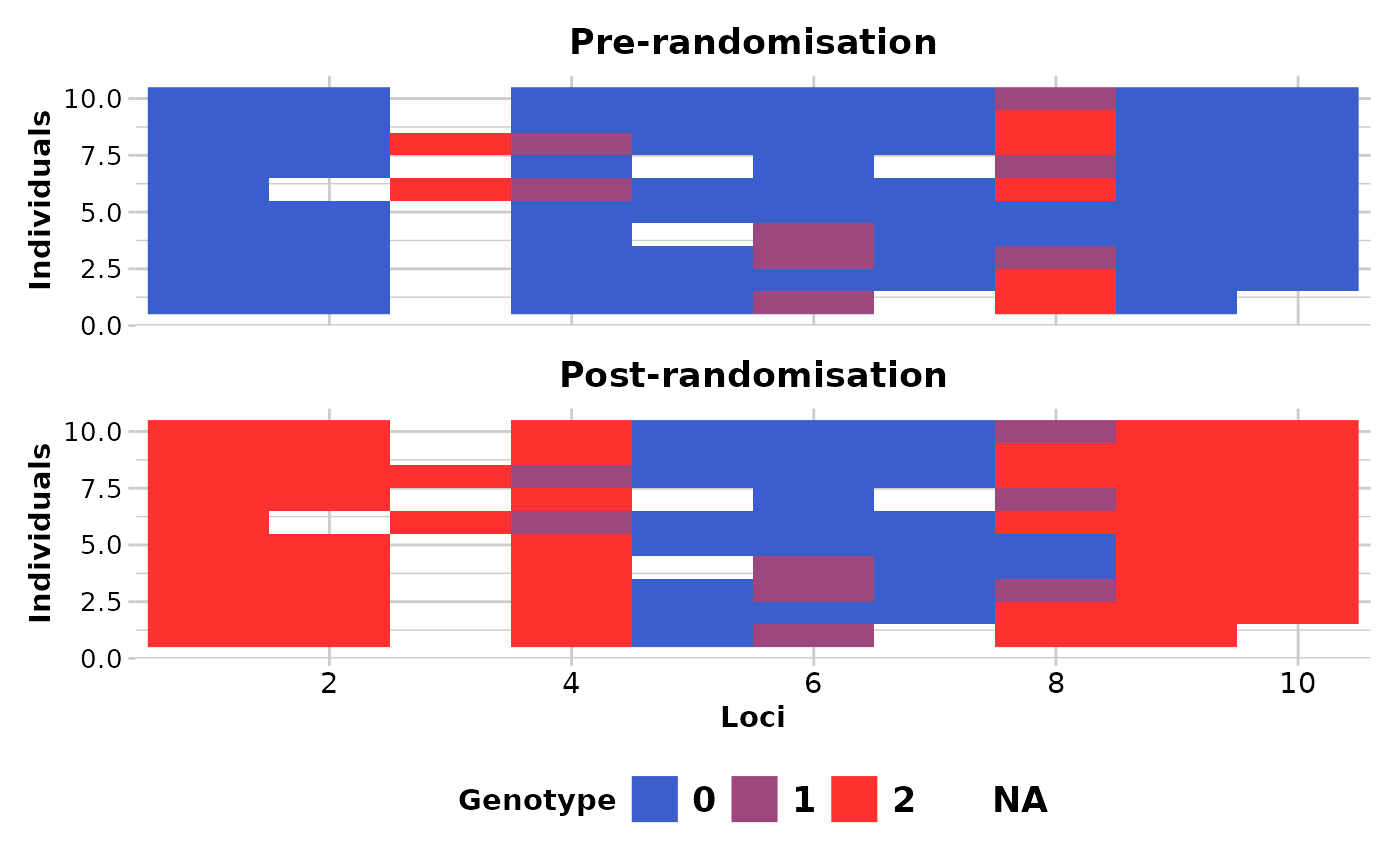 Pre-randomisation
Individuals
10.0
7.5
5.0
2.5
0.0
Post-randomisation
Individuals
10.0
7.5
5.0
2.5
0.0
2 4 6 8 10
Loci
Genotype 0 1 2 NA